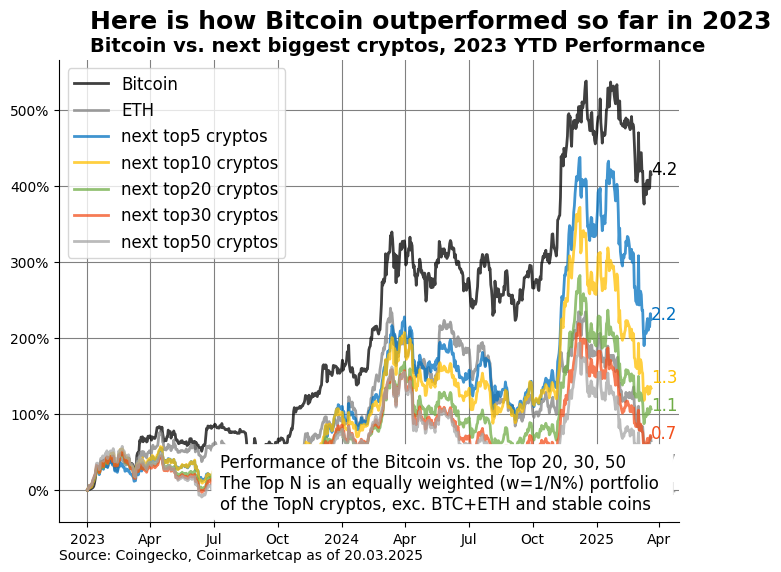 Here is how Bitcoin outperformed so far in 2023
Bitcoin vs. next biggest cryptos, 2023 YTD Performance
Bitcoin
ETH
next top5 cryptos
next top10 cryptos
next top20 cryptos
next top30 cryptos
next top50 cryptos
500%
400%
300%
200%
100%
0%
4.2
2.2
1.3
1.1
0.7
Performance of the Bitcoin vs. the Top 20, 30, 50
The Top N is an equally weighted (w=1/N%) portfolio
of the TopN cryptos, exc. BTC+ETH and stable coins
2023 Apr Jul Oct 2024 Apr Jul Oct 2025 Apr
Source: Coingecko, Coinmarketcap as of 20.03.2025